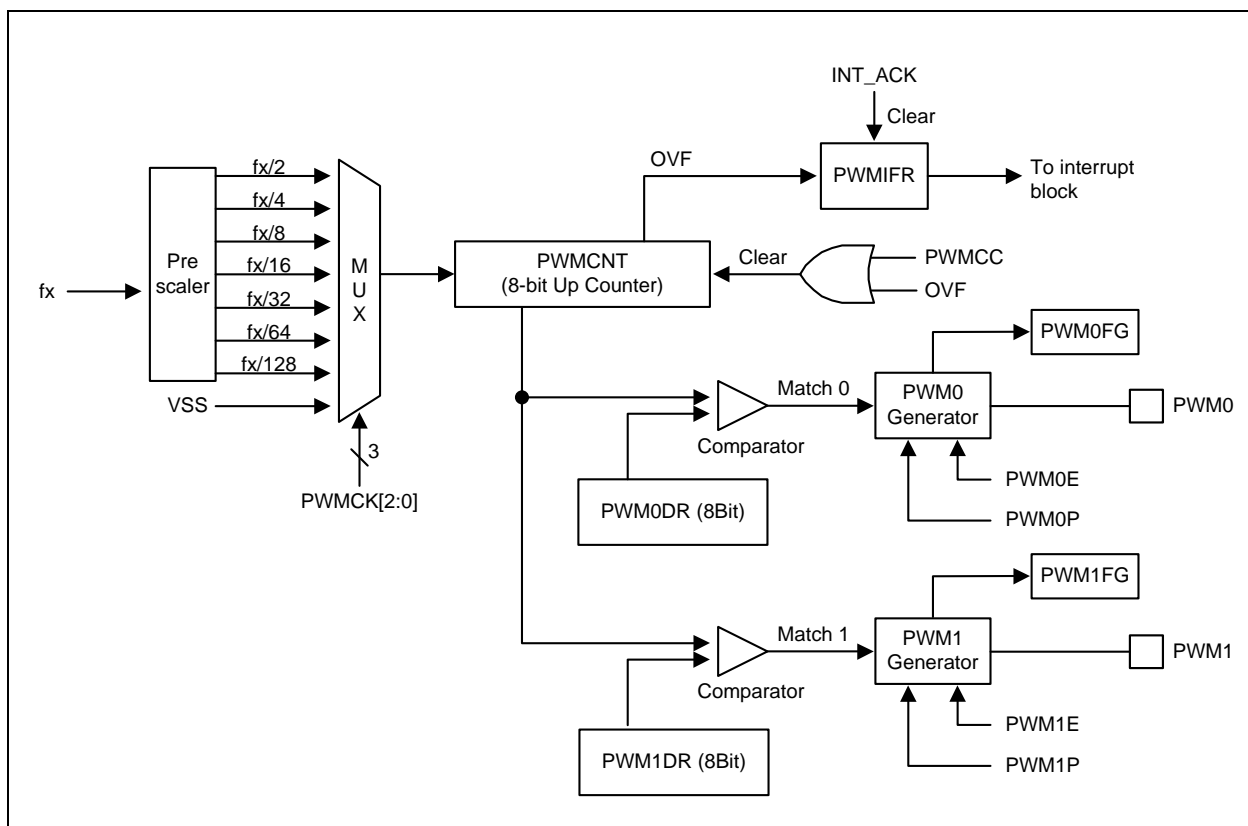 INT_ACK
Clear
OVF
PWMIFR
To interrupt
block
fx/2
fx/4
fx/8
fx/16
fx/32
fx/64
fx/128
VSS
fx
Pre
scaler
M
U
X
3
PWMCK[2:0]
PWMCNT
(8-bit Up Counter)
Clear
PWMCC
OVF
PWM0FG
Match 0
PWM0
Generator
PWM0
Comparator
PWM0DR (8Bit)
PWM0E
PWM0P
PWM1FG
Match 1
PWM1
Generator
PWM1
Comparator
PWM1DR (8Bit)
PWM1E
PWM1P